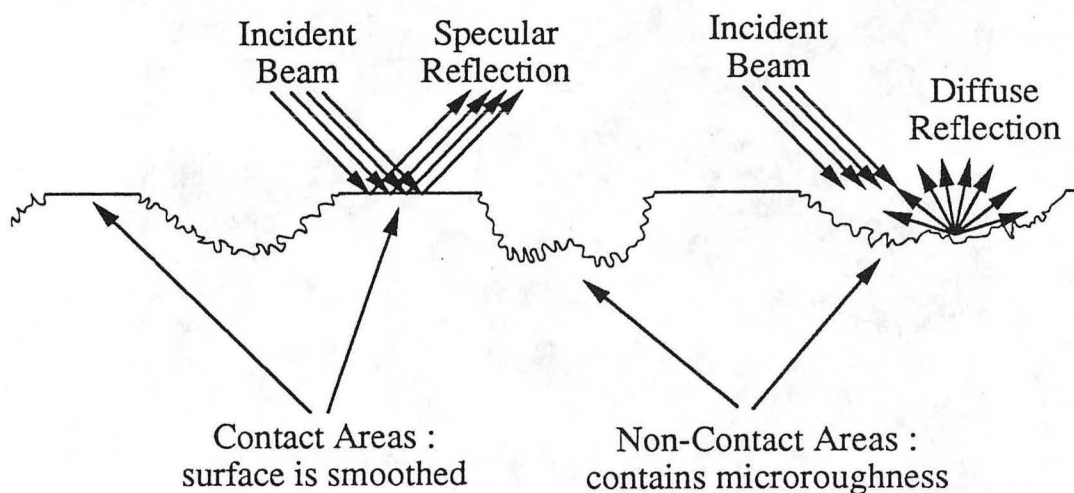 Incident
Beam
Specular
Reflection
Incident
Beam
Diffuse
Reflection
Contact Areas :
surface is smoothed
Non-Contact Areas :
contains microroughness